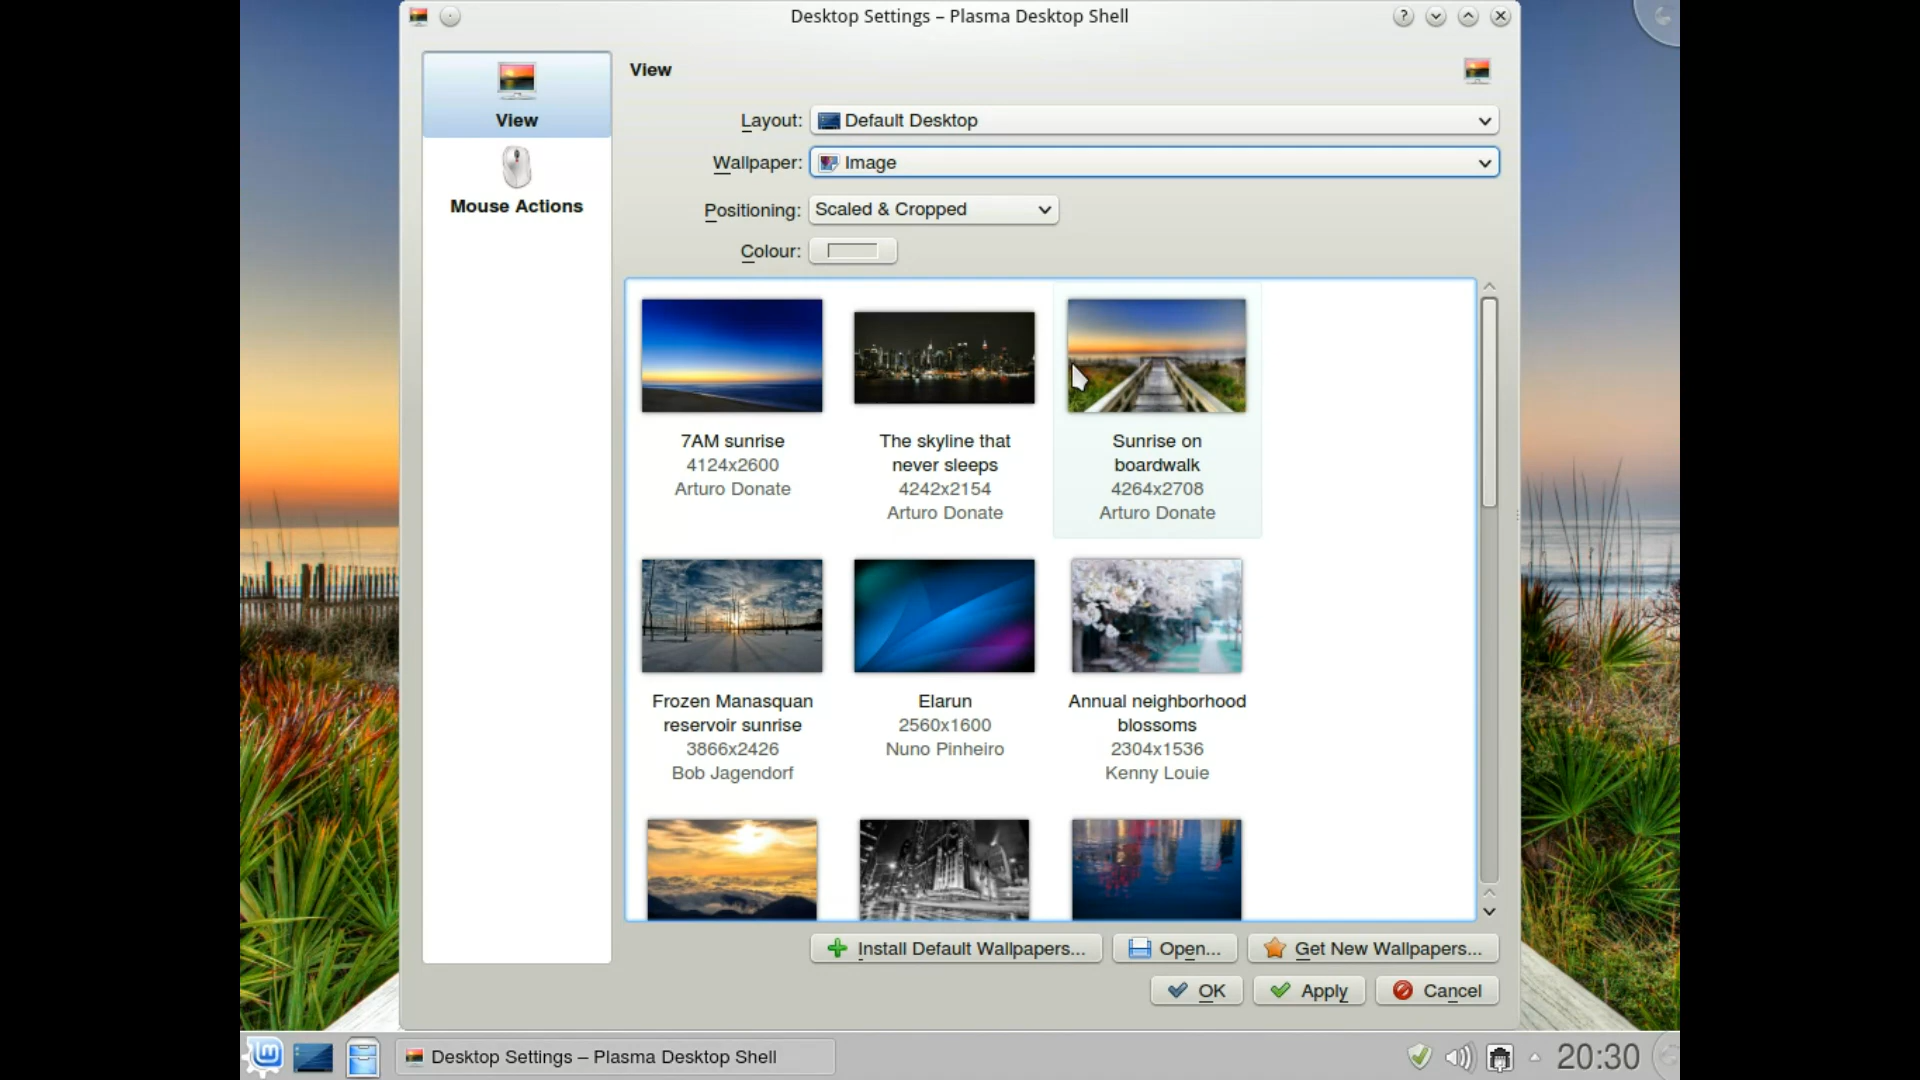 Desktop Settings – Plasma Desktop Shell
View
Mouse Actions
View
Layout: Default Desktop
Wallpaper: Image
Positioning: Scaled & Cropped
Colour:
7AM sunrise
4124x2600
Arturo Donate
The skyline that
never sleeps
4242x2154
Arturo Donate
Sunrise on
boardwalk
4264x2708
Arturo Donate
Frozen Manasquan
reservoir sunrise
3866x2426
Bob Jagendorf
Elarun
2560x1600
Nuno Pinheiro
Annual neighborhood
blossoms
2304x1536
Kenny Louie
Install Default Wallpapers... Open... Get New Wallpapers...
OK Apply Cancel
Desktop Settings – Plasma Desktop Shell 20:30